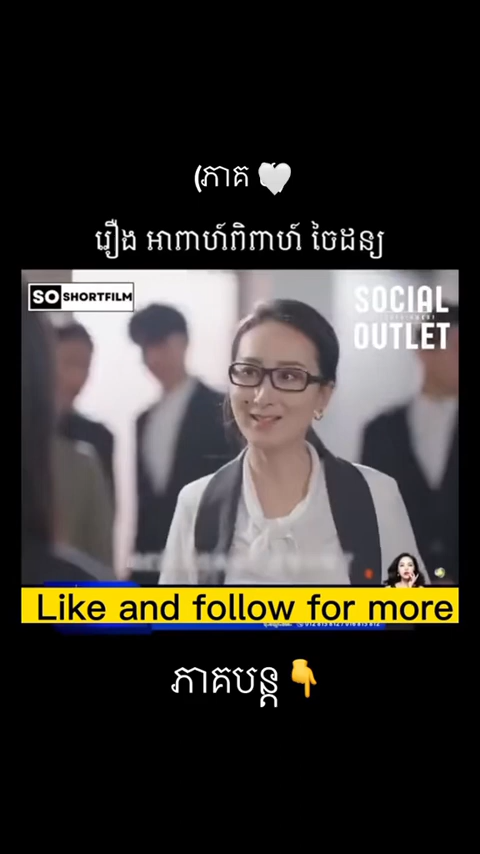 (ភាគ 🤍
រឿង អាពាហ៍ពិពាហ៍ ចៃដន្យ
SO SHORTFILM
SOCIAL
OUTLET
Like and follow for more
ភាគបន្ត👇